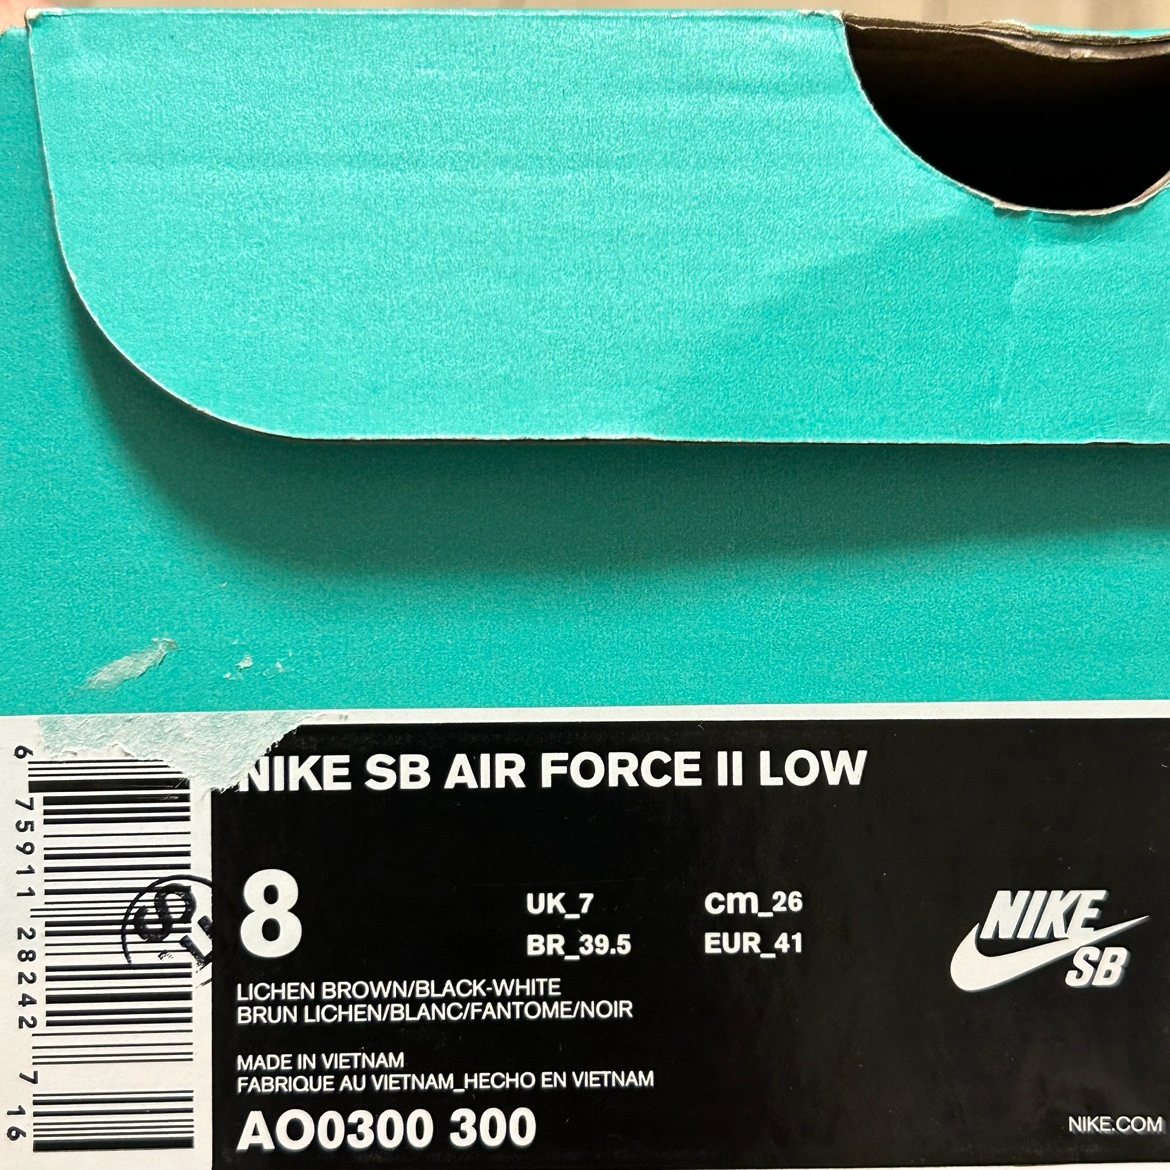 NIKE SB AIR FORCE II LOW
8
UK_7
cm_26
BR_39.5
EUR_41
NIKE
SB
LICHEN BROWN/BLACK-WHITE
BRUN LICHEN/BLANC/FANTOME/NOIR
MADE IN VIETNAM
FABRIQUE AU VIETNAM_HECHO EN VIETNAM
AO0300 300
NIKE.COM
6 75911 28242 7 16